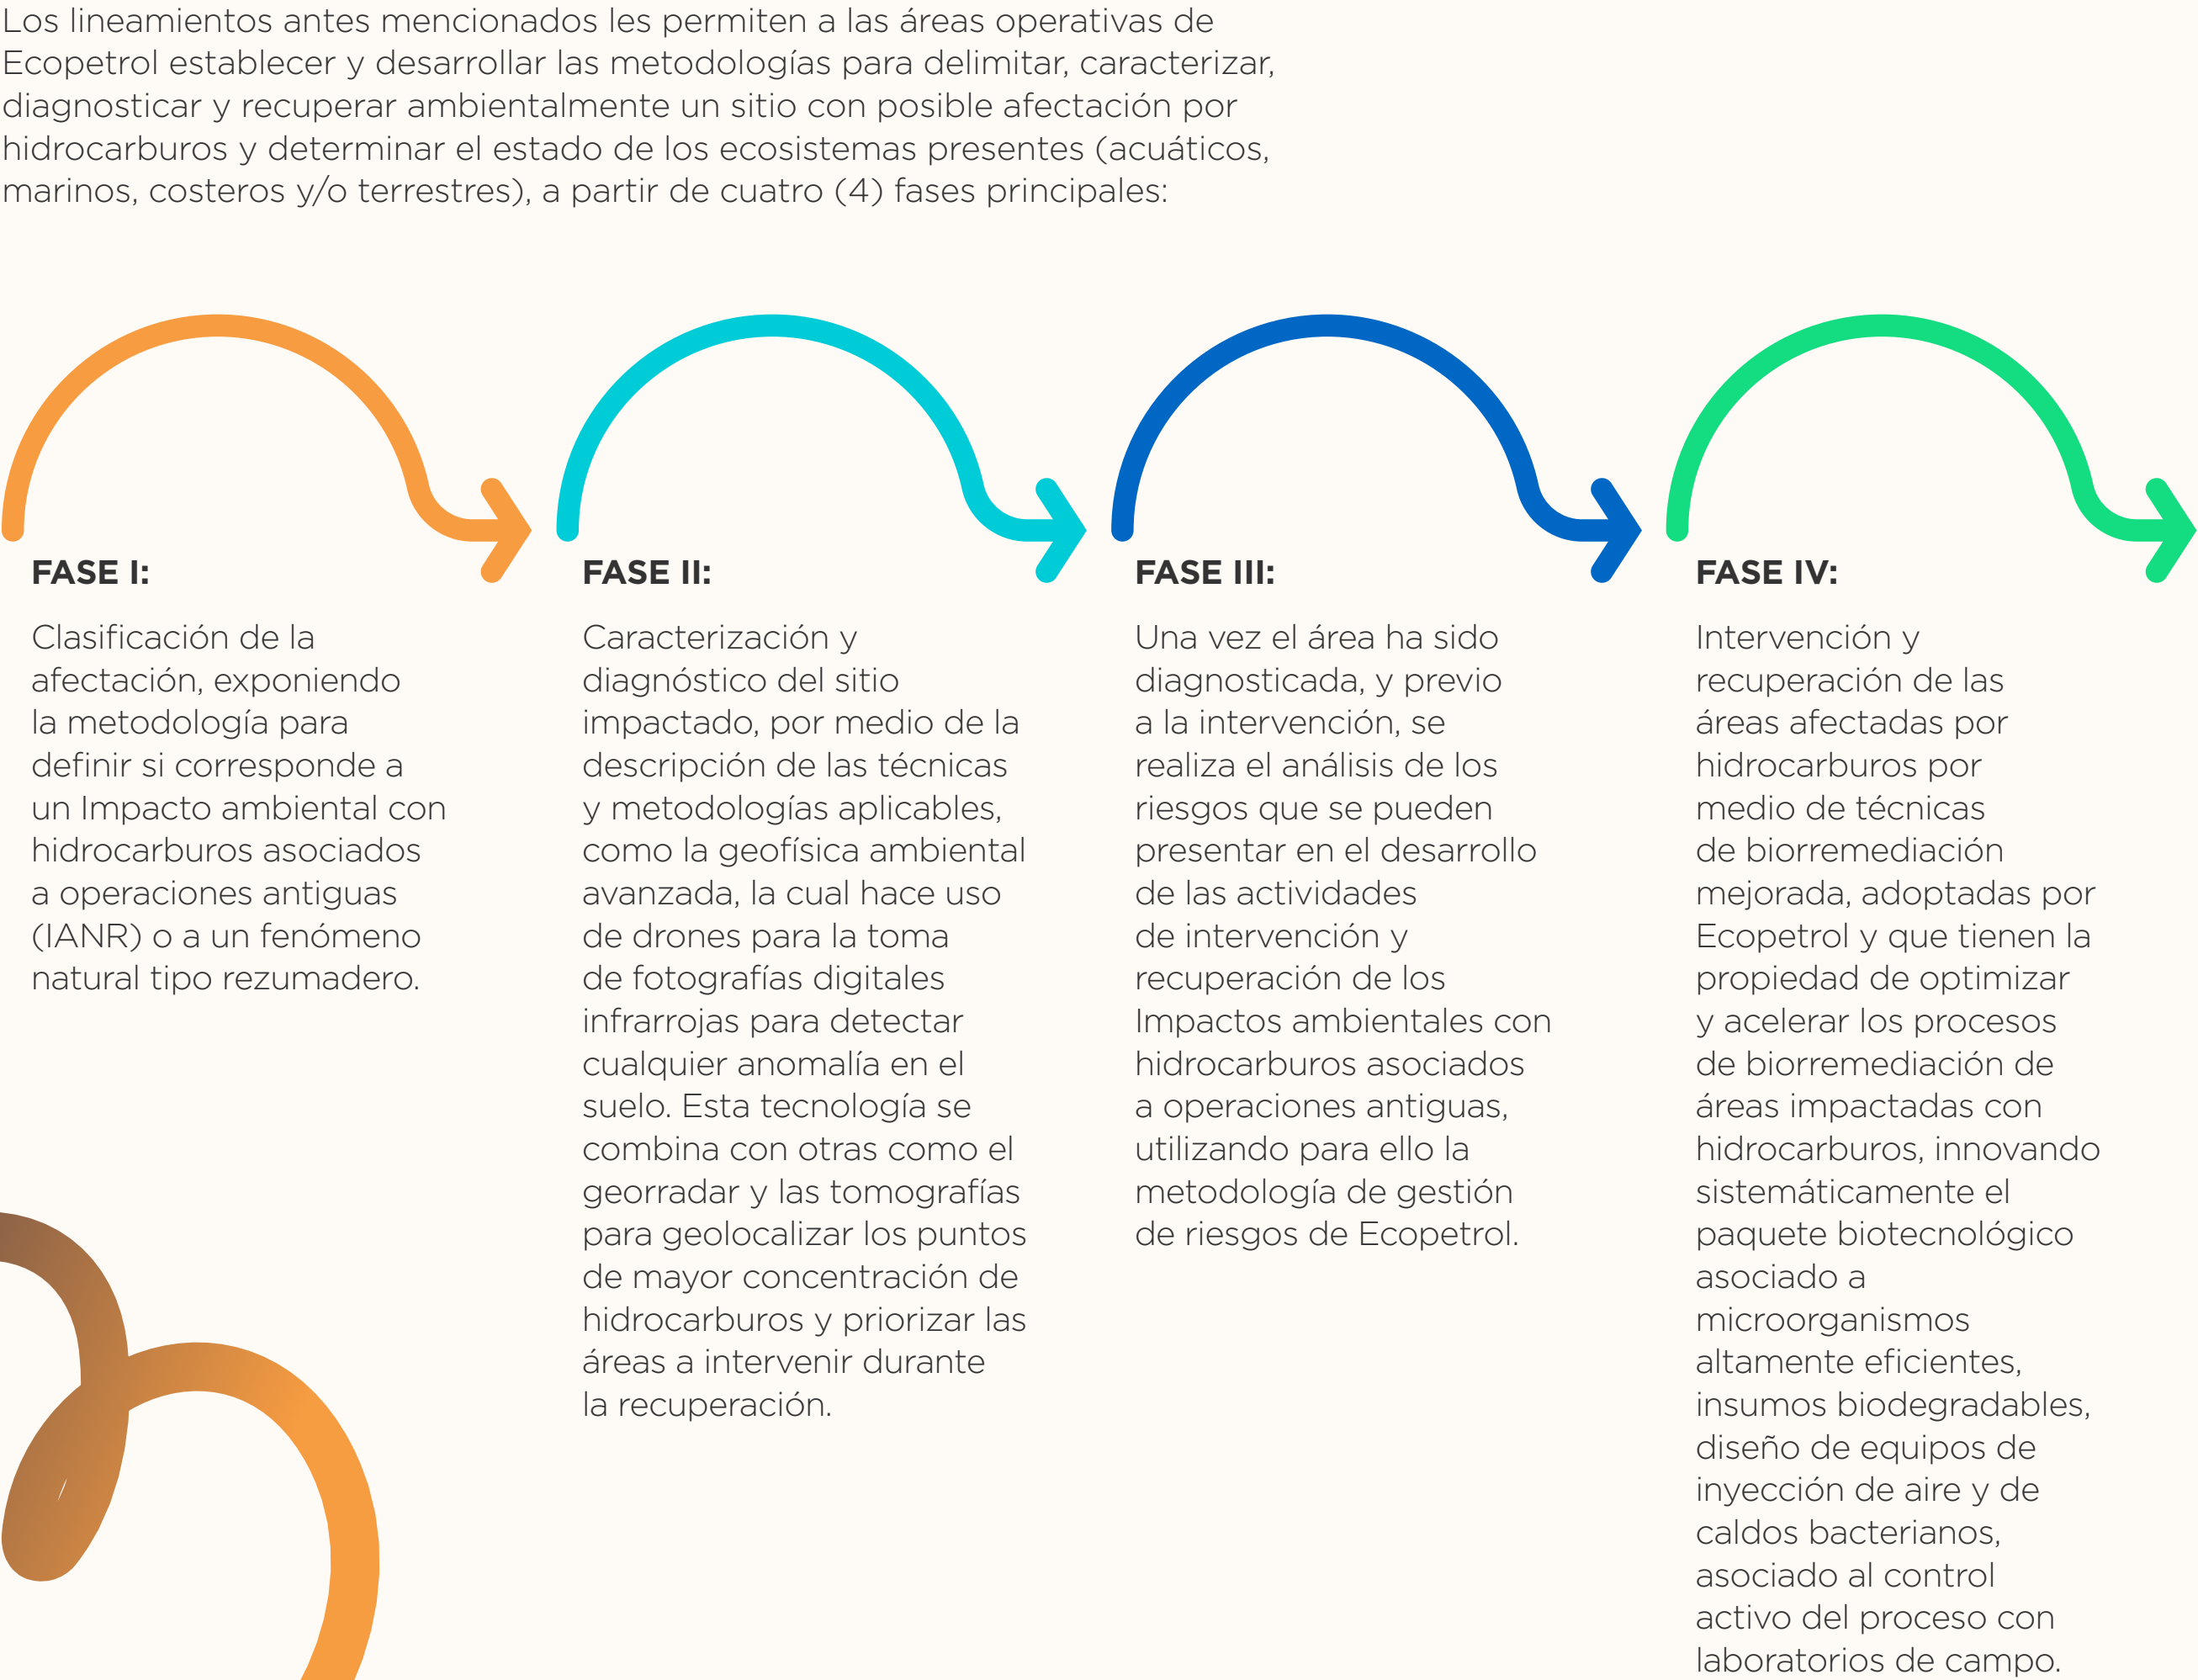 Los lineamientos antes mencionados les permiten a las áreas operativas de
Ecopetrol establecer y desarrollar las metodologías para delimitar, caracterizar,
diagnosticar y recuperar ambientalmente un sitio con posible afectación por
hidrocarburos y determinar el estado de los ecosistemas presentes (acuáticos,
marinos, costeros y/o terrestres), a partir de cuatro (4) fases principales:
FASE I:
Clasificación de la
afectación, exponiendo
la metodología para
definir si corresponde a
un Impacto ambiental con
hidrocarburos asociados
a operaciones antiguas
(IANR) o a un fenómeno
natural tipo rezumadero.
FASE II:
Caracterización y
diagnóstico del sitio
impactado, por medio de la
descripción de las técnicas
y metodologías aplicables,
como la geofísica ambiental
avanzada, la cual hace uso
de drones para la toma
de fotografías digitales
infrarrojas para detectar
cualquier anomalía en el
suelo. Esta tecnología se
combina con otras como el
georradar y las tomografías
para geolocalizar los puntos
de mayor concentración de
hidrocarburos y priorizar las
áreas a intervenir durante
la recuperación.
FASE III:
Una vez el área ha sido
diagnosticada, y previo
a la intervención, se
realiza el análisis de los
riesgos que se pueden
presentar en el desarrollo
de las actividades
de intervención y
recuperación de los
Impactos ambientales con
hidrocarburos asociados
a operaciones antiguas,
utilizando para ello la
metodología de gestión
de riesgos de Ecopetrol.
FASE IV:
Intervención y
recuperación de las
áreas afectadas por
hidrocarburos por
medio de técnicas
de biorremediación
mejorada, adoptadas por
Ecopetrol y que tienen la
propiedad de optimizar
y acelerar los procesos
de biorremediación de
áreas impactadas con
hidrocarburos, innovando
sistemáticamente el
paquete biotecnológico
asociado a
microorganismos
altamente eficientes,
insumos biodegradables,
diseño de equipos de
inyección de aire y de
caldos bacterianos,
asociado al control
activo del proceso con
laboratorios de campo.